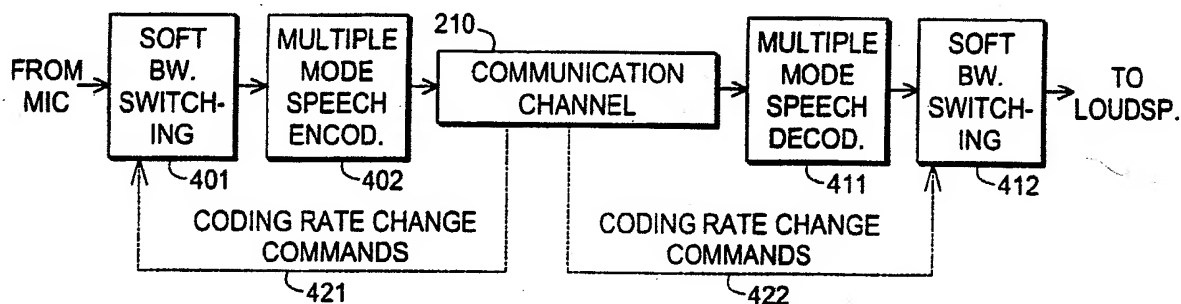 FROM
MIC
SOFT
BW.
SWITCH-
ING
401
MULTIPLE
MODE
SPEECH
ENCOD.
402
210
COMMUNICATION
CHANNEL
MULTIPLE
MODE
SPEECH
DECOD.
411
SOFT
BW.
SWITCH-
ING
412
TO
LOUDSP.
CODING RATE CHANGE
COMMANDS
421
CODING RATE CHANGE
COMMANDS
422